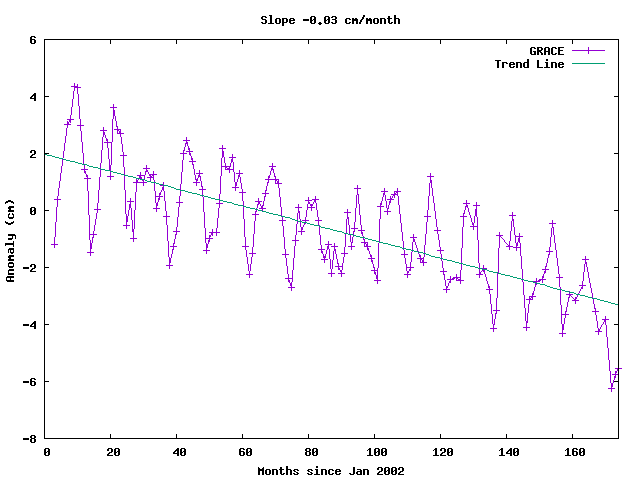 Slope -0.03 cm/month
GRACE
Trend Line
6
4
2
0
-2
-4
-6
-8
Anomaly (cm)
0 20 40 60 80 100 120 140 160
Months since Jan 2002